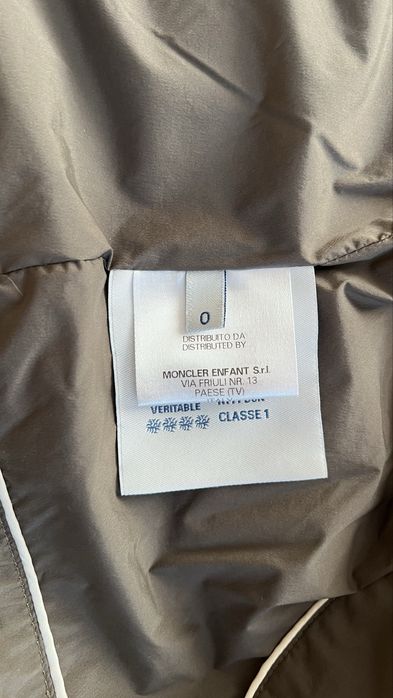 0
DISTRIBUITO DA
DISTRIBUTED BY
MONCLER ENFANT S.r.l.
VIA FRIULI NR. 13
PAESE (TV)
VERITABLE
CLASSE 1